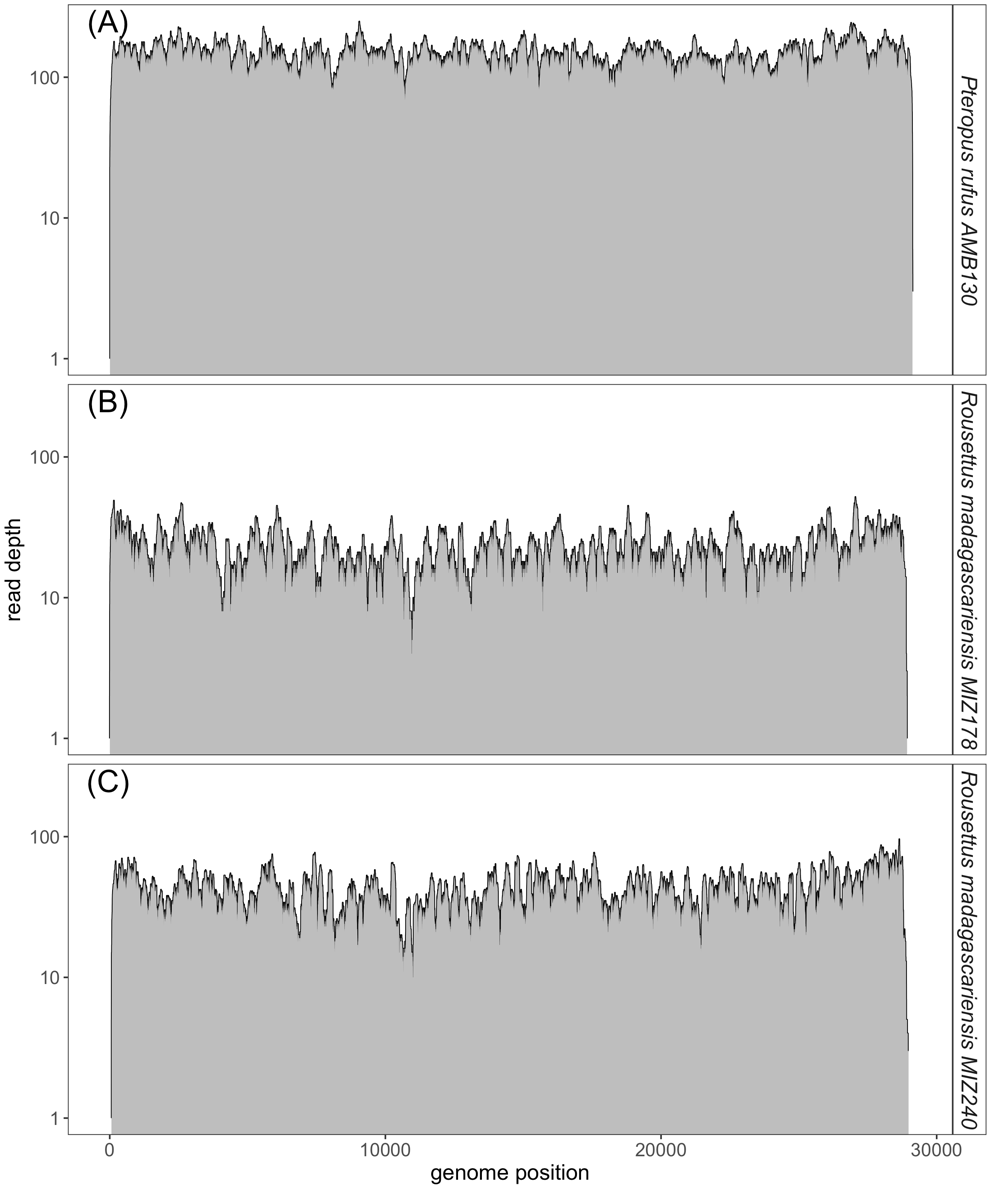 (A)
100
10
1
Pteropus rufus AMB130
(B)
100
10
1
Rousettus madagascariensis MIZ178
read depth
(C)
100
10
1
Rousettus madagascariensis MIZ240
0
10000
20000
30000
genome position